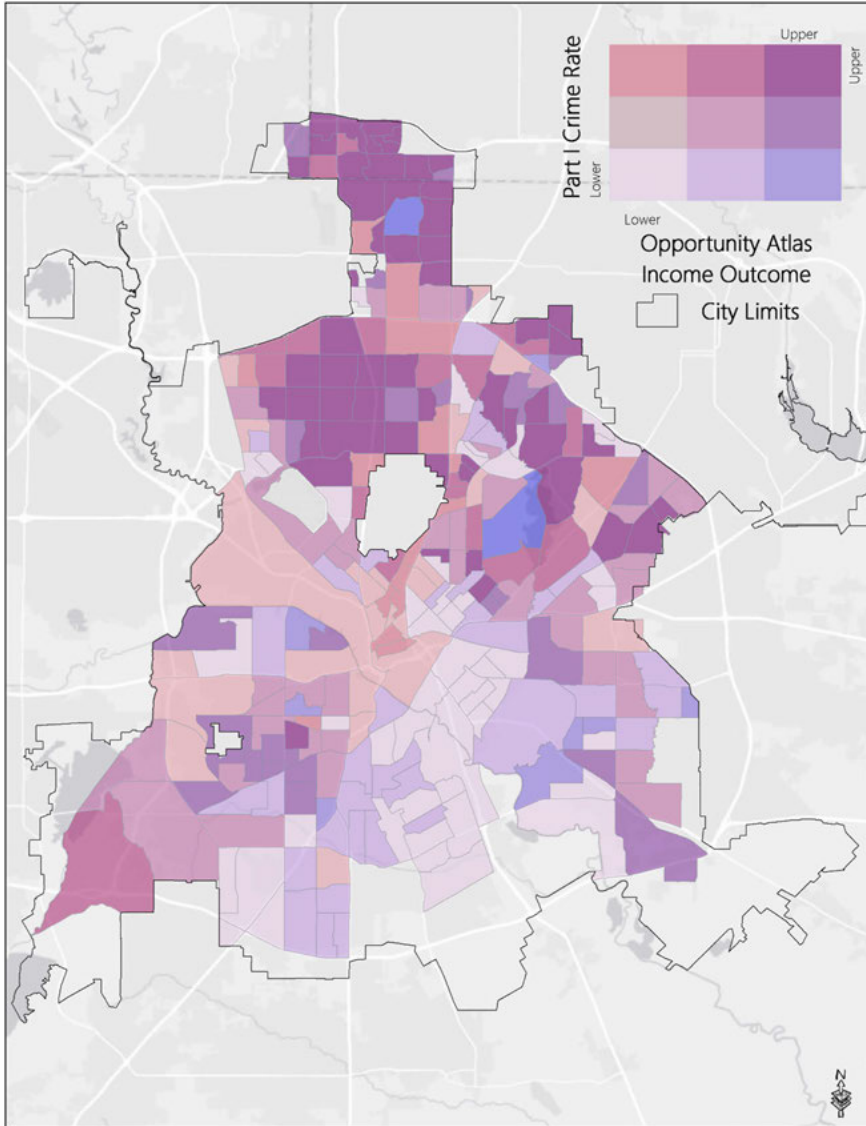 Upper
Upper
Part I Crime Rate
Lower
Lower
Opportunity Atlas
Income Outcome
City Limits
N